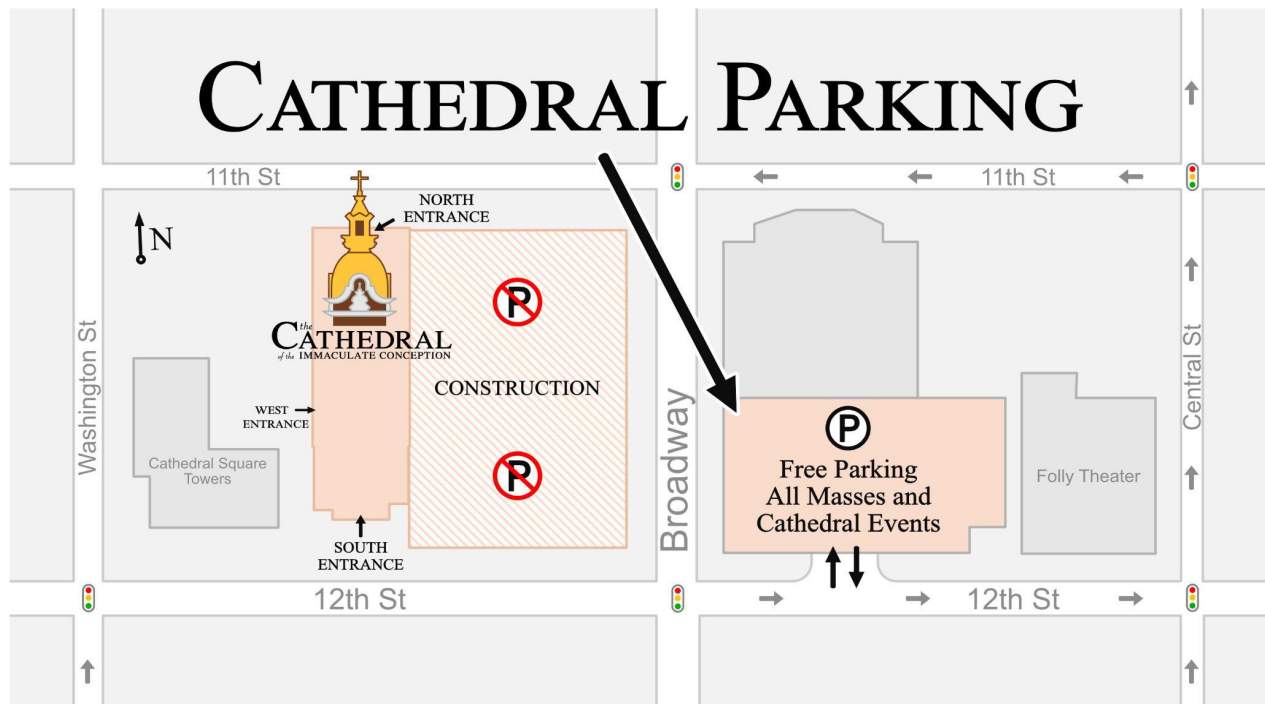 CATHEDRAL PARKING
11th St
11th St
N
NORTH
ENTRANCE
P
the
CATHEDRAL
of the IMMACULATE CONCEPTION
CONSTRUCTION
WEST
ENTRANCE
Washington St
Cathedral Square
Towers
P
SOUTH
ENTRANCE
Broadway
P
Free Parking
All Masses and
Cathedral Events
Folly Theater
Central St
12th St
12th St